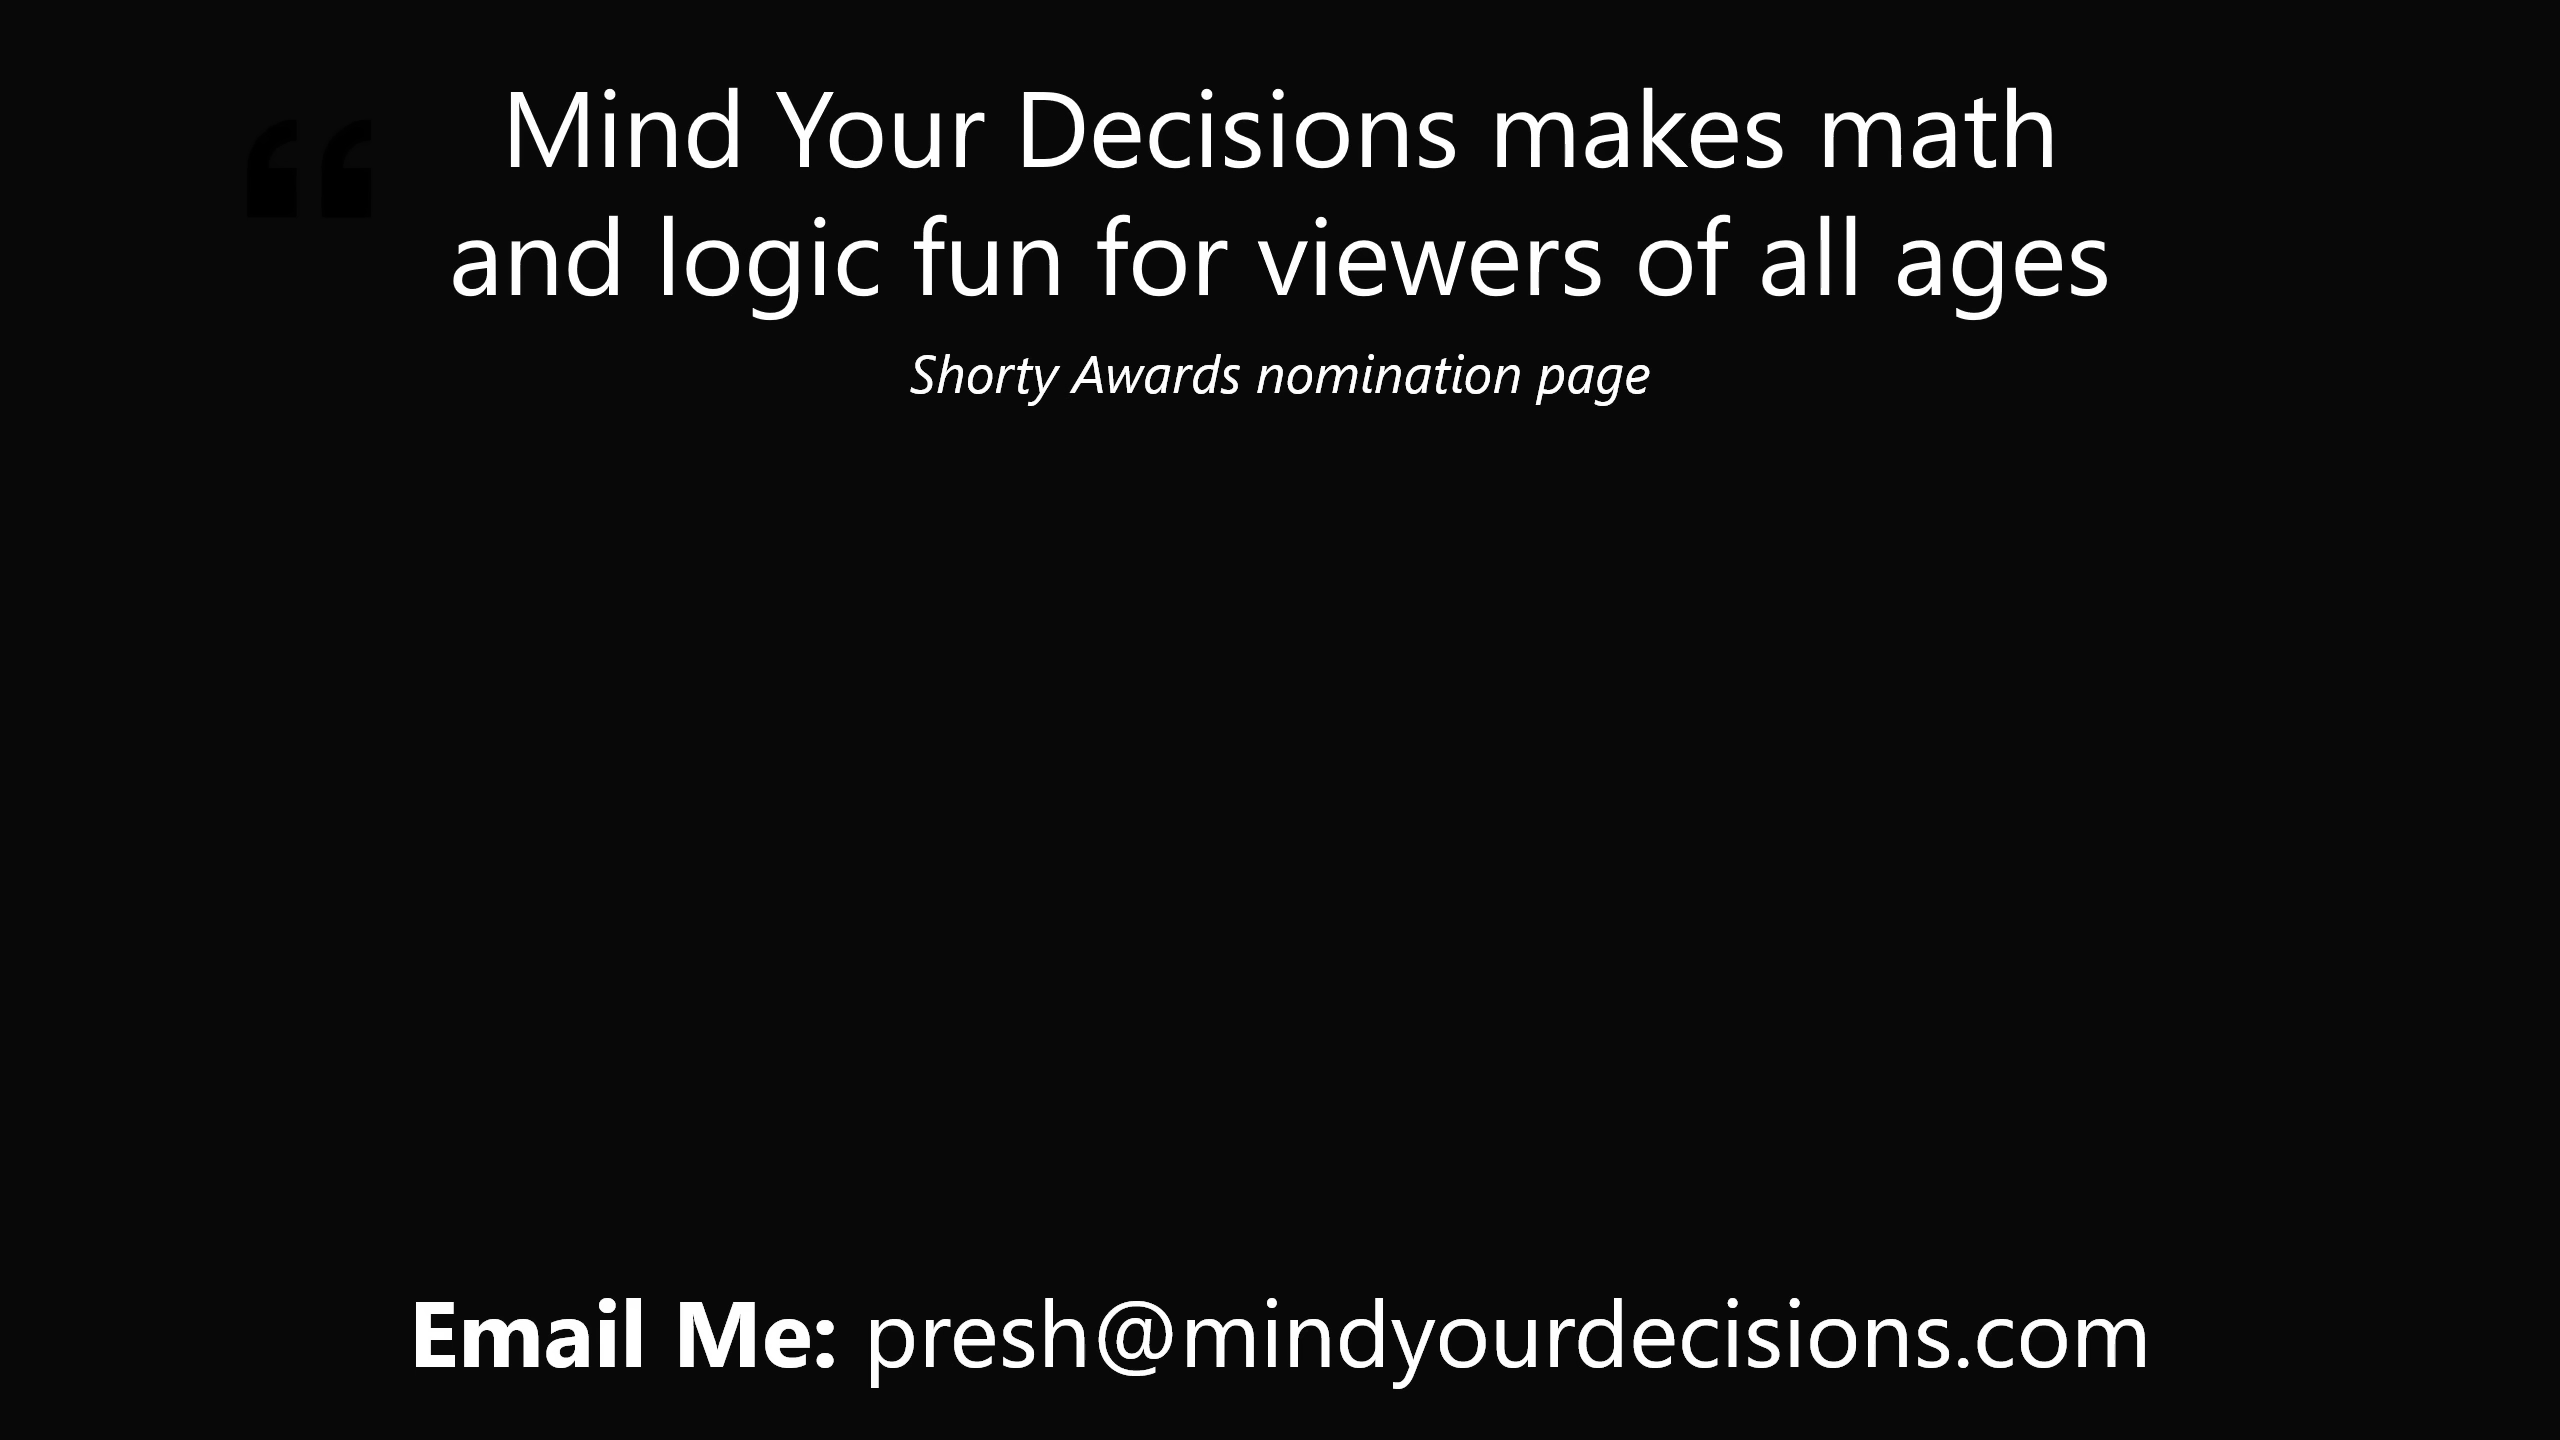 “
Mind Your Decisions makes math
and logic fun for viewers of all ages
Shorty Awards nomination page
Email Me: presh@mindyourdecisions.com